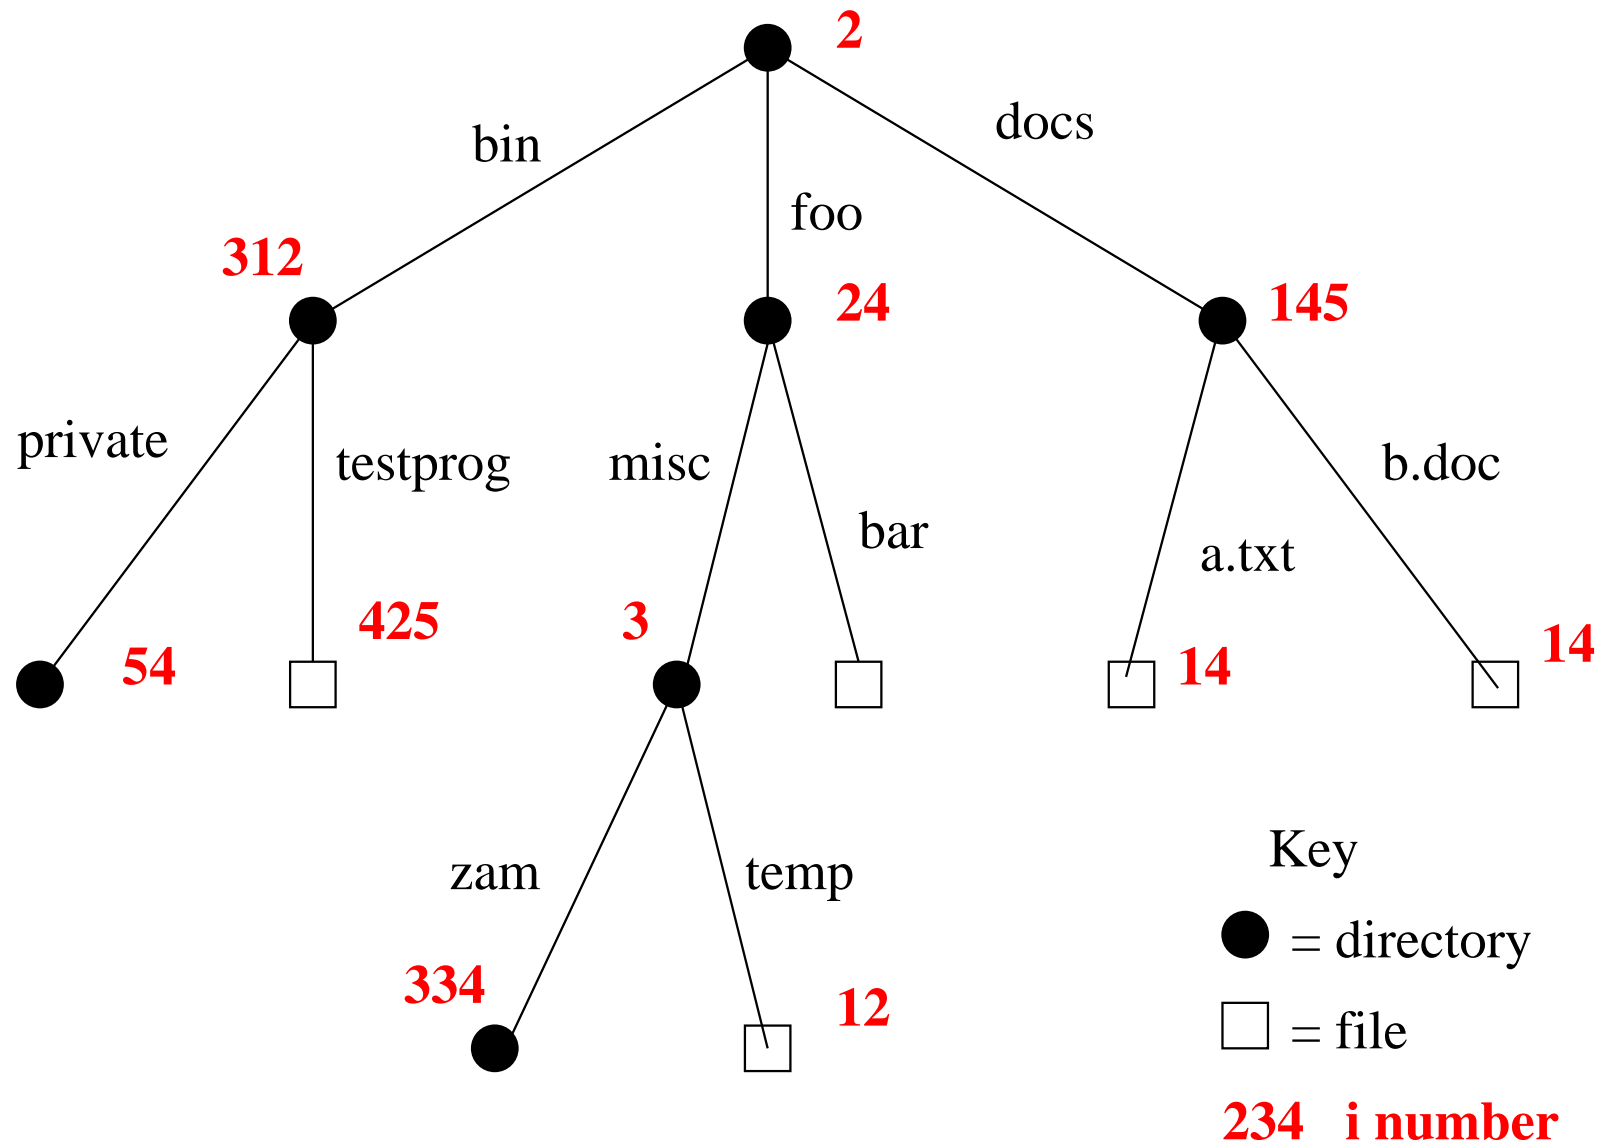 2
bin
docs
foo
312
24
145
private
testprog
misc
b.doc
bar
a.txt
54
425
3
14
14
zam
temp
334
12
Key
= directory
= file
234 i number